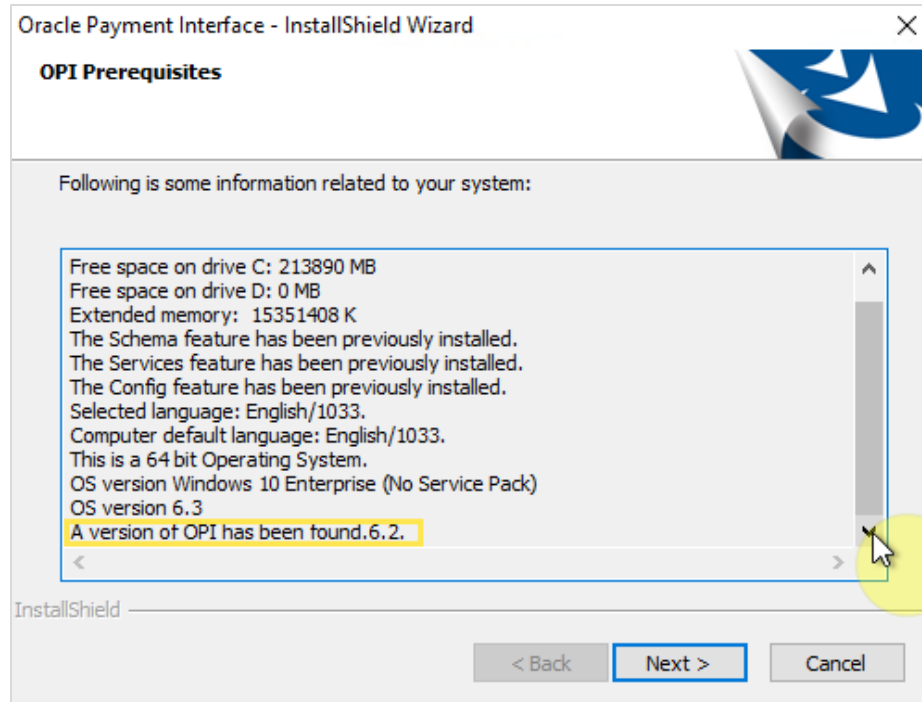 Oracle Payment Interface - InstallShield Wizard
OPI Prerequisites
Following is some information related to your system:
Free space on drive C: 213890 MB
Free space on drive D: 0 MB
Extended memory:  15351408 K
The Schema feature has been previously installed.
The Services feature has been previously installed.
The Config feature has been previously installed.
Selected language: English/1033.
Computer default language: English/1033.
This is a 64 bit Operating System.
OS version Windows 10 Enterprise (No Service Pack)
OS version 6.3
A version of OPI has been found.6.2.
InstallShield
< Back Next > Cancel